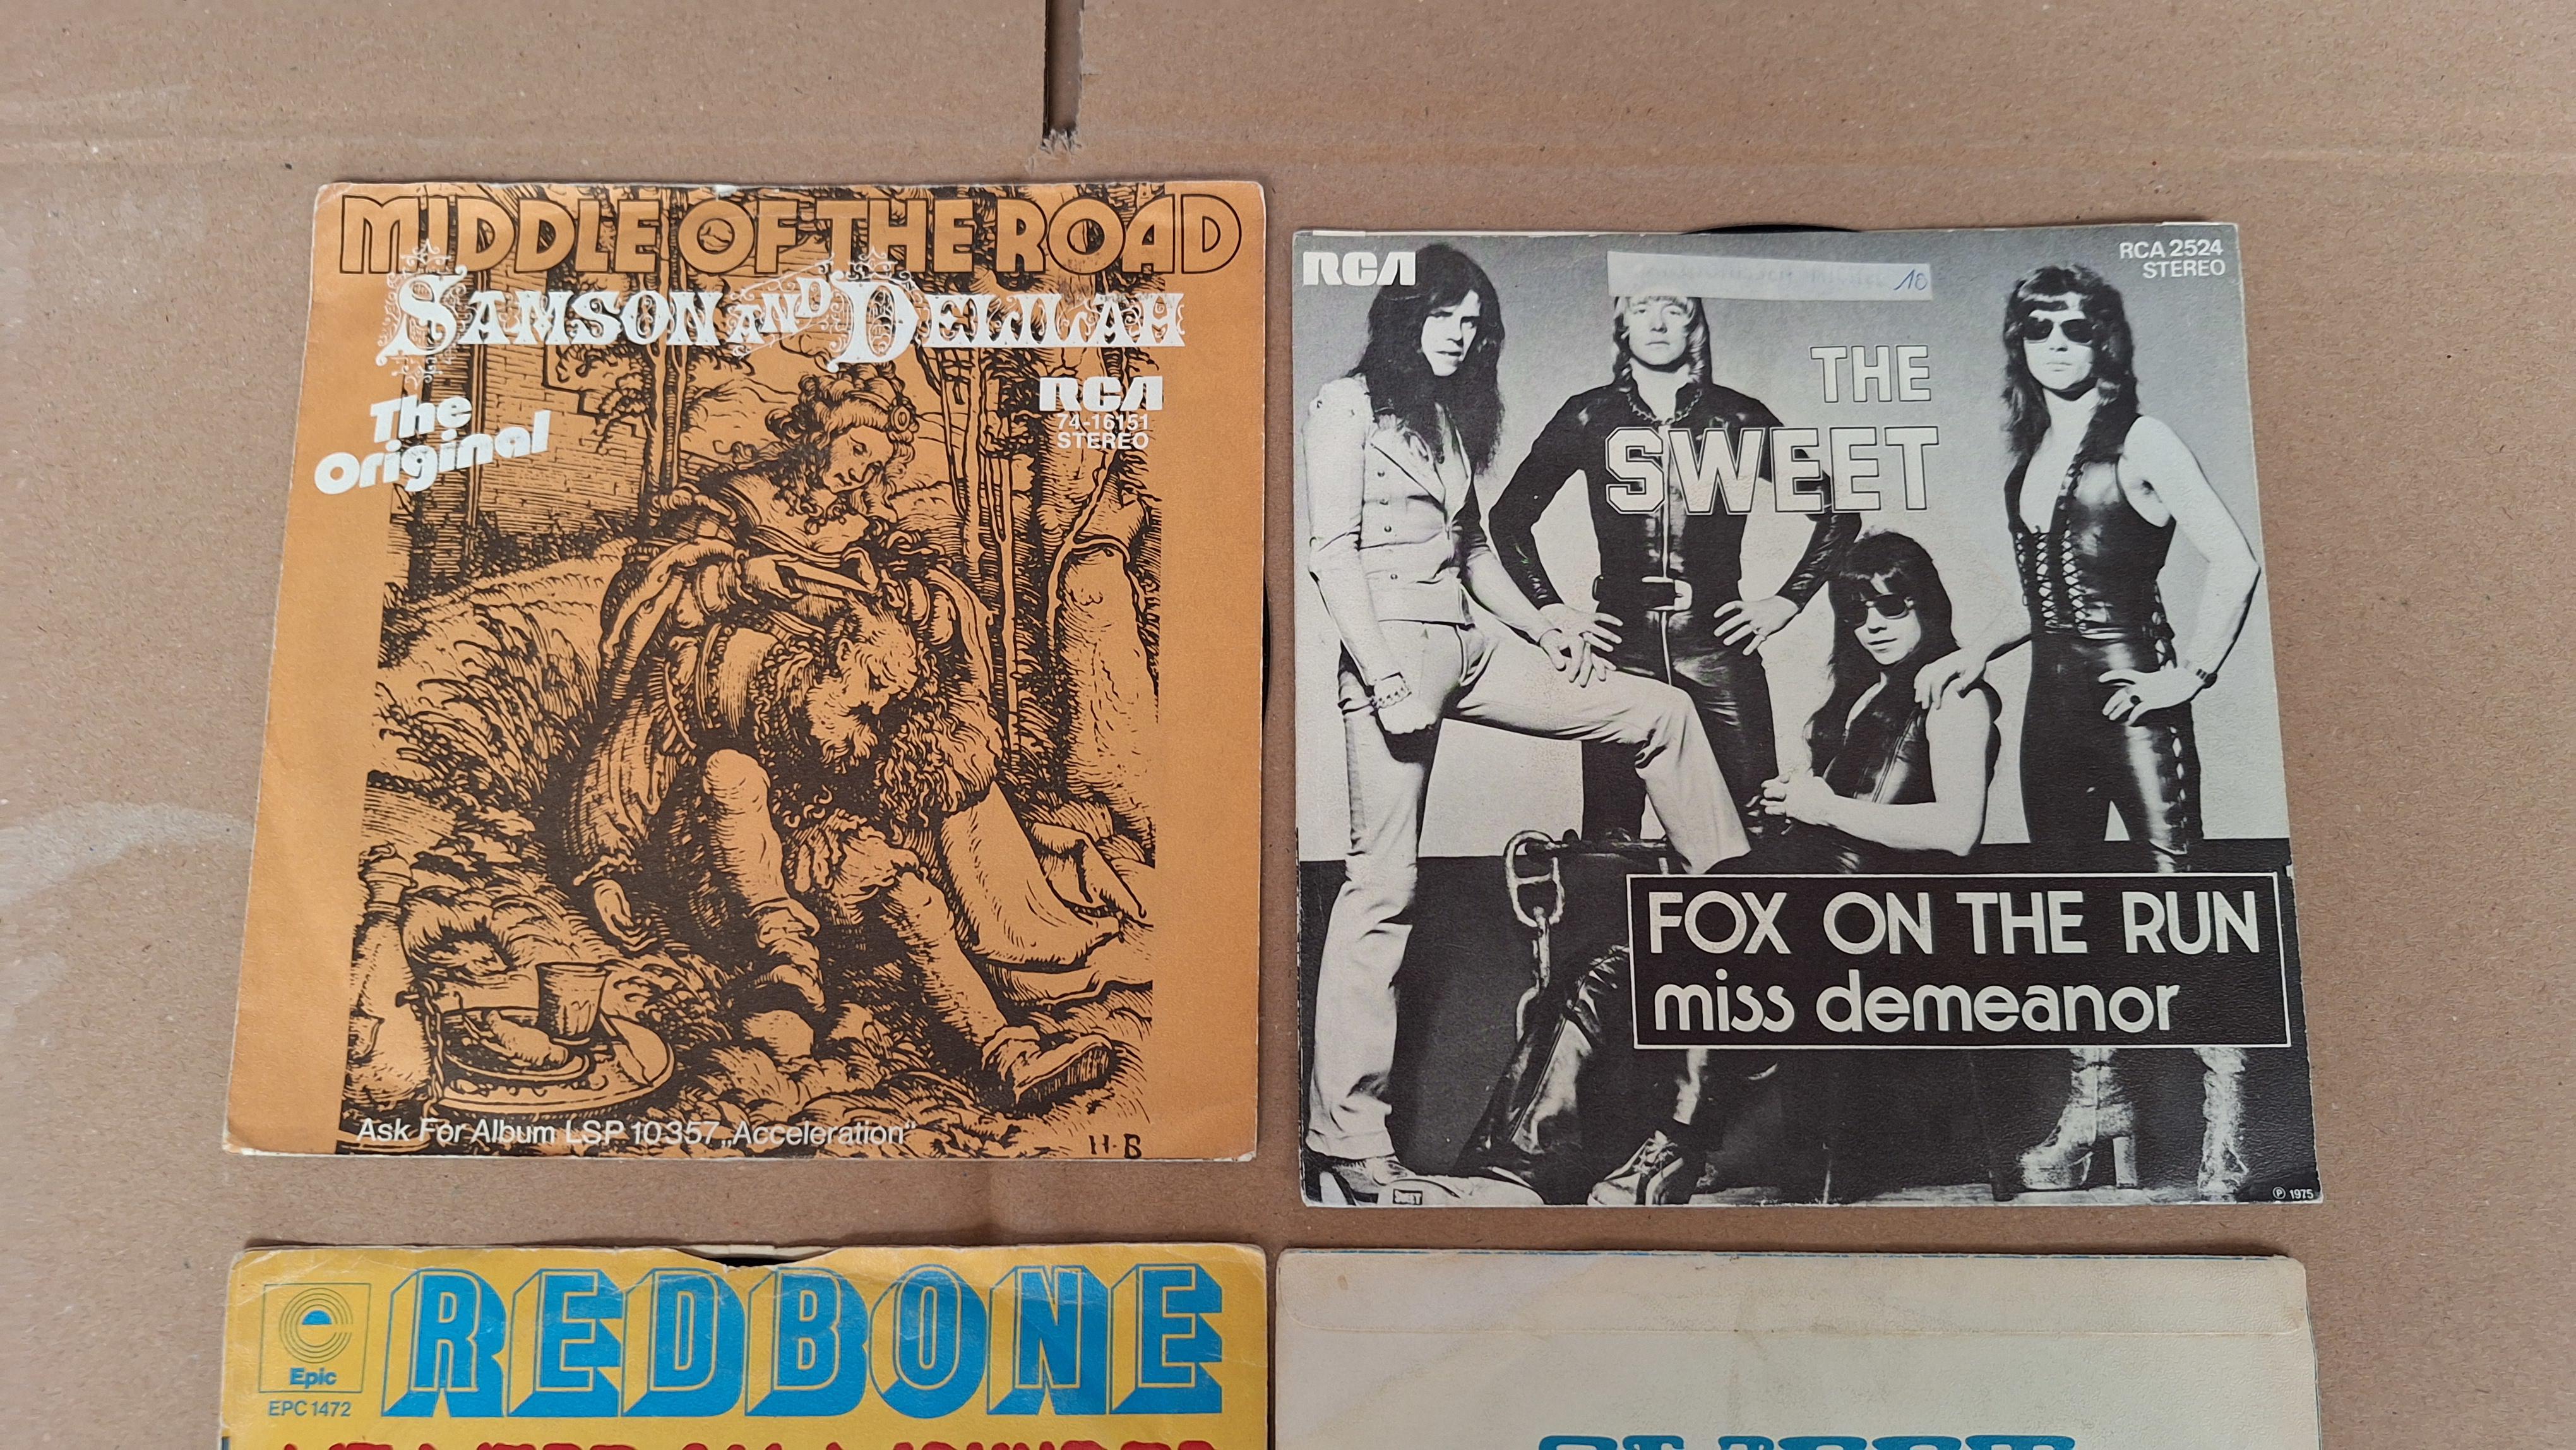 MIDDLE OF THE ROAD
SAMSON AND DELILAH
The
Original
RCA
74-16151
STEREO
Ask For Album LSP 10357 „Acceleration"
H·B
RCA
RCA 2524
STEREO
10
THE
SWEET
FOX ON THE RUN
miss demeanor
℗ 1975
REDBONE
Epic
EPC 1472